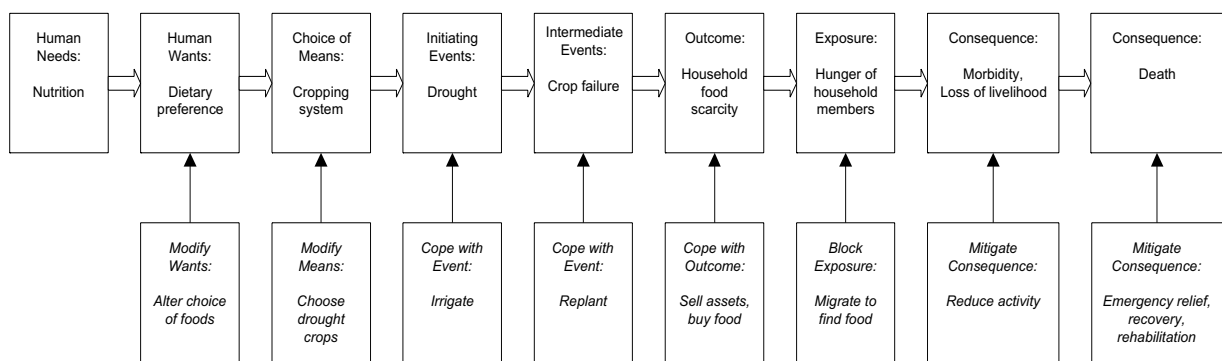 Human
Needs:
Nutrition
Human
Wants:
Dietary
preference
Choice of
Means:
Cropping
system
Initiating
Events:
Drought
Intermediate
Events:
Crop failure
Outcome:
Household
food
scarcity
Exposure:
Hunger of
household
members
Consequence:
Morbidity,
Loss of livelihood
Consequence:
Death
Modify
Wants:
Alter choice
of foods
Modify
Means:
Choose
drought
crops
Cope with
Event:
Irrigate
Cope with
Event:
Replant
Cope with
Outcome:
Sell assets,
buy food
Block
Exposure:
Migrate to
find food
Mitigate
Consequence:
Reduce activity
Mitigate
Consequence:
Emergency relief,
recovery,
rehabilitation